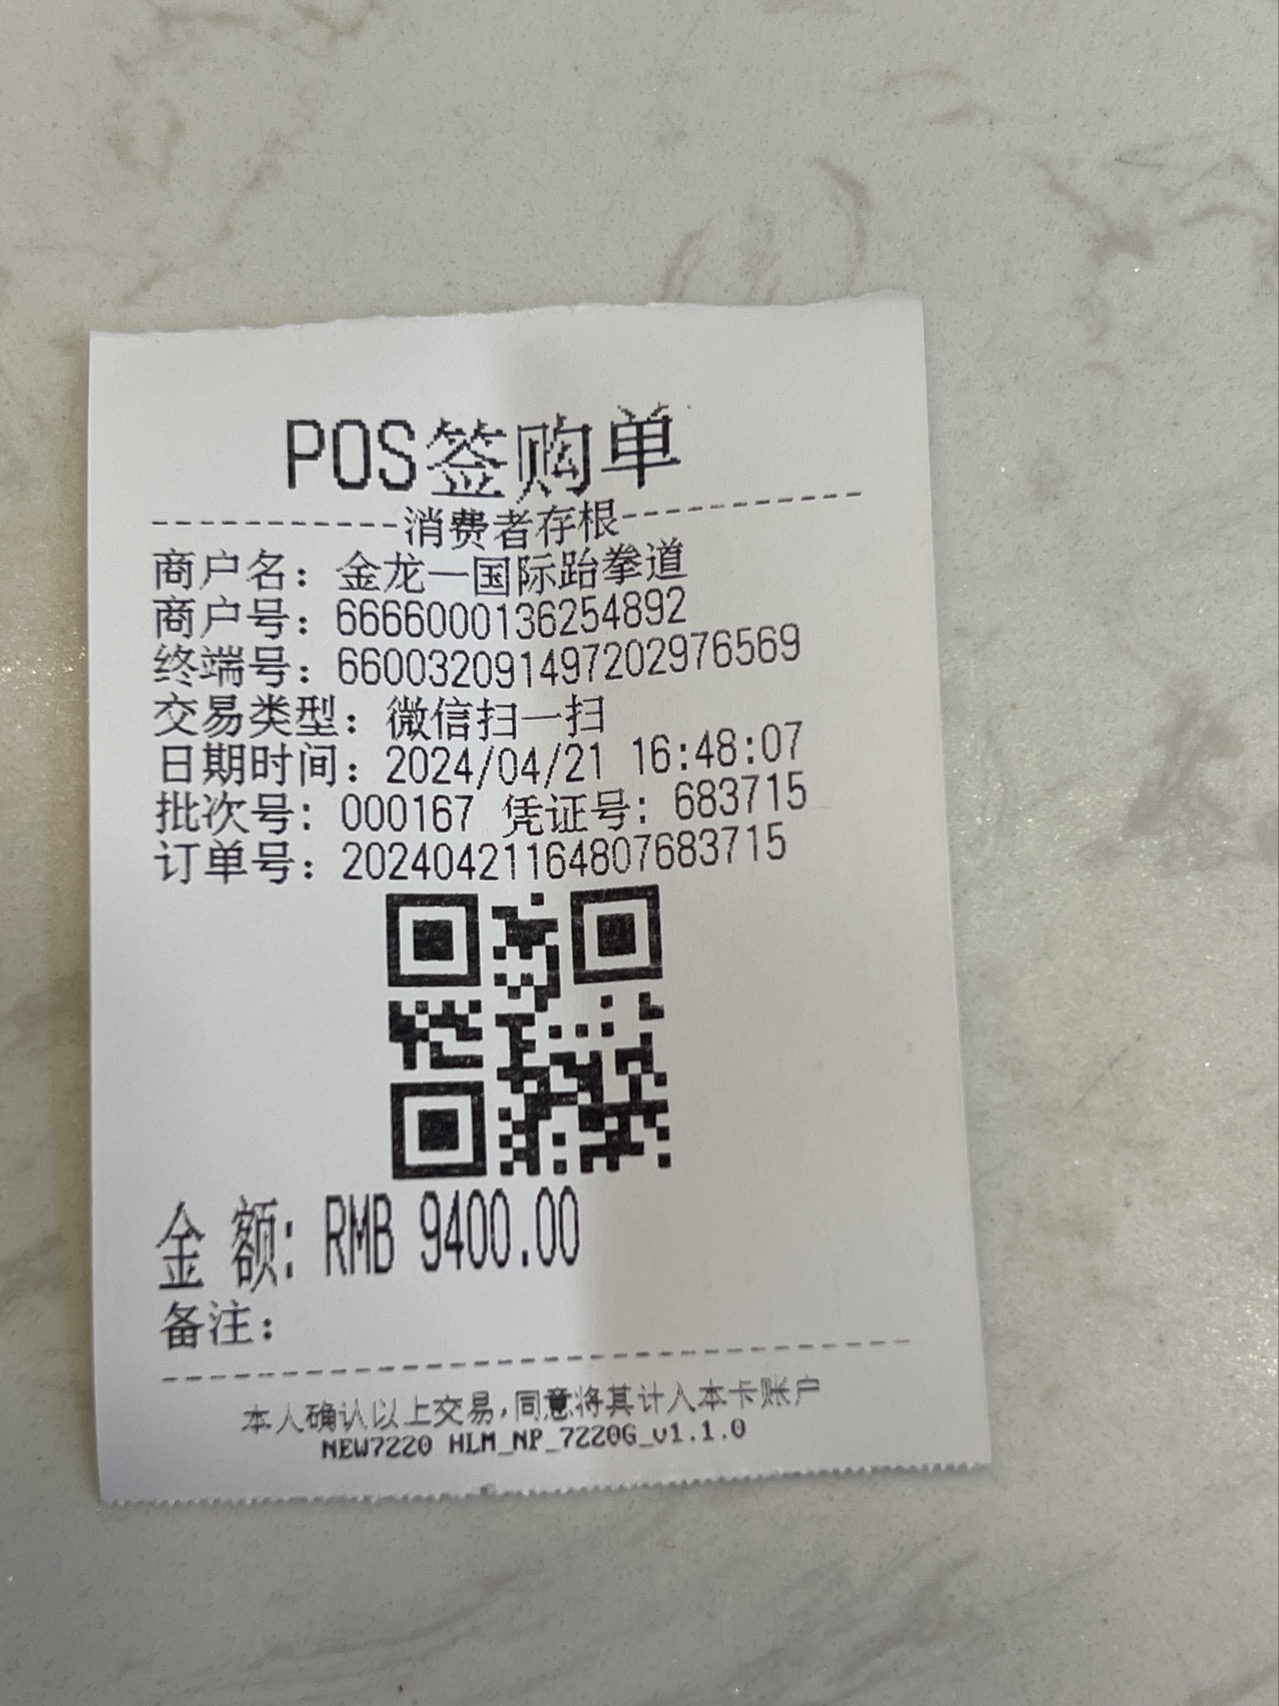 POS签购单
-----------消费者存根-----------
商户名：金龙一国际跆拳道
商户号：6666000136254892
终端号：660032091497202976569
交易类型：微信扫一扫
日期时间：2024/04/21 16:48:07
批次号：000167 凭证号：683715
订单号：20240421164807683715
金 额：RMB 9400.00
备注：
本人确认以上交易，同意将其计入本卡账户
NEW7220 HLM_NP_7220G_v1.1.0